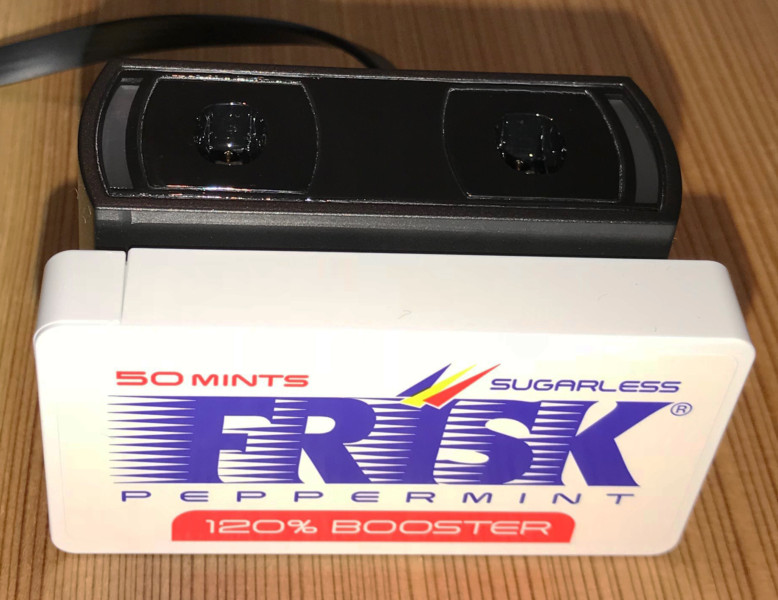 50 MINTS SUGARLESS
FRISK®
PEPPERMINT
120% BOOSTER